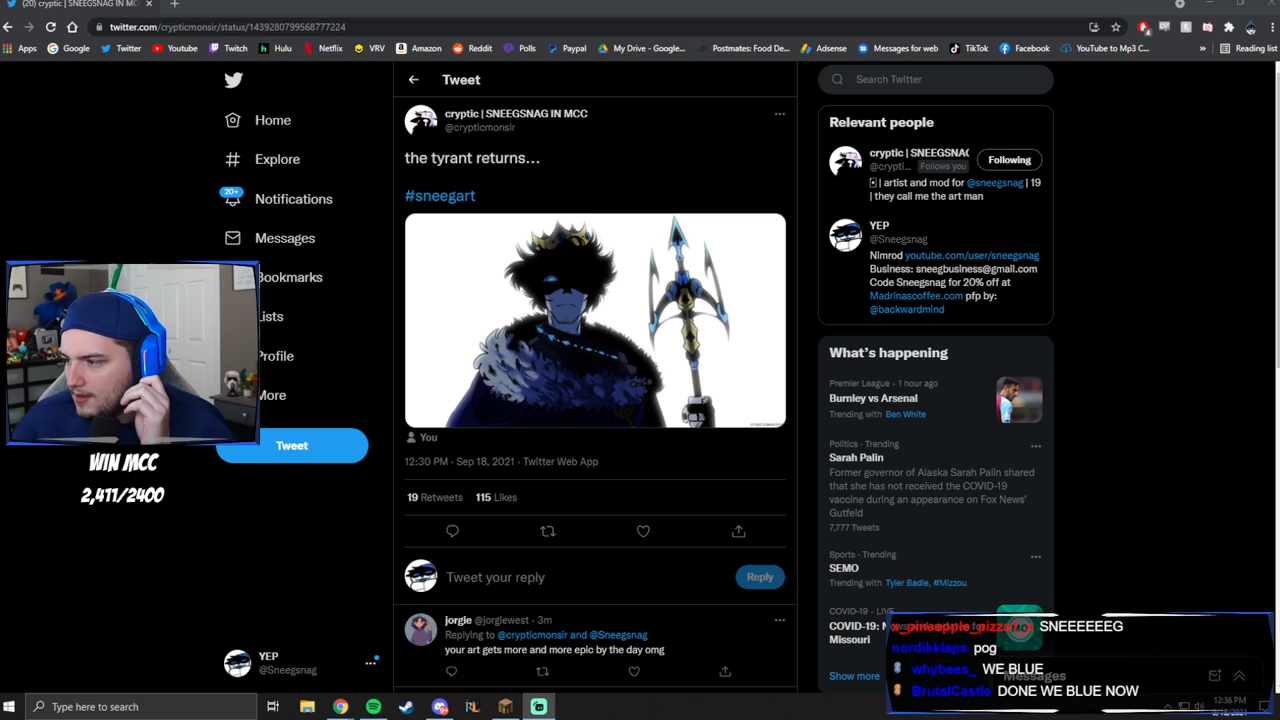 (20) cryptic | SNEEGSNAG IN MC
twitter.com/crypticmonsir/status/1439280799568777224
Apps Google Twitter Youtube Twitch Hulu Netflix VRV Amazon Reddit Polls Paypal My Drive - Google... Postmates: Food De... Adsense Messages for web TikTok Facebook YouTube to Mp3 C... Reading list
Home
Explore
20+
Notifications
Messages
Bookmarks
Lists
Profile
More
Tweet
WIN MCC
2,411/2400
YEP
@Sneegsnag
Tweet
cryptic | SNEEGSNAG IN MCC
@crypticmonsir
the tyrant returns...
#sneegart
You
12:30 PM · Sep 18, 2021 · Twitter Web App
19 Retweets 115 Likes
Tweet your reply
Reply
jorgie @jorgiewest · 3m
Replying to @crypticmonsir and @Sneegsnag
your art gets more and more epic by the day omg
Search Twitter
Relevant people
cryptic | SNEEGSNA
@crypti... Follows you
Following
| artist and mod for @sneegsnag | 19
| they call me the art man
YEP
@Sneegsnag
Nimrod youtube.com/user/sneegsnag
Business: sneegbusiness@gmail.com
Code Sneegsnag for 20% off at
Madrinascoffee.com pfp by:
@backwardmind
What's happening
Premier League · 1 hour ago
Burnley vs Arsenal
Trending with Ben White
Politics · Trending
Sarah Palin
Former governor of Alaska Sarah Palin shared
that she has not received the COVID-19
vaccine during an appearance on Fox News'
Gutfeld
7,777 Tweets
Sports · Trending
SEMO
Trending with Tyler Badie, #Mizzou
COVID-19 · LIVE
COVID-19:
Missouri
Show more
Messages
x_pineapple_pizza SNEEEEEEG
nordikklaps pog
whybees_ WE BLUE
BrutalCastle DONE WE BLUE NOW
Type here to search
12:36 PM
9/18/2021